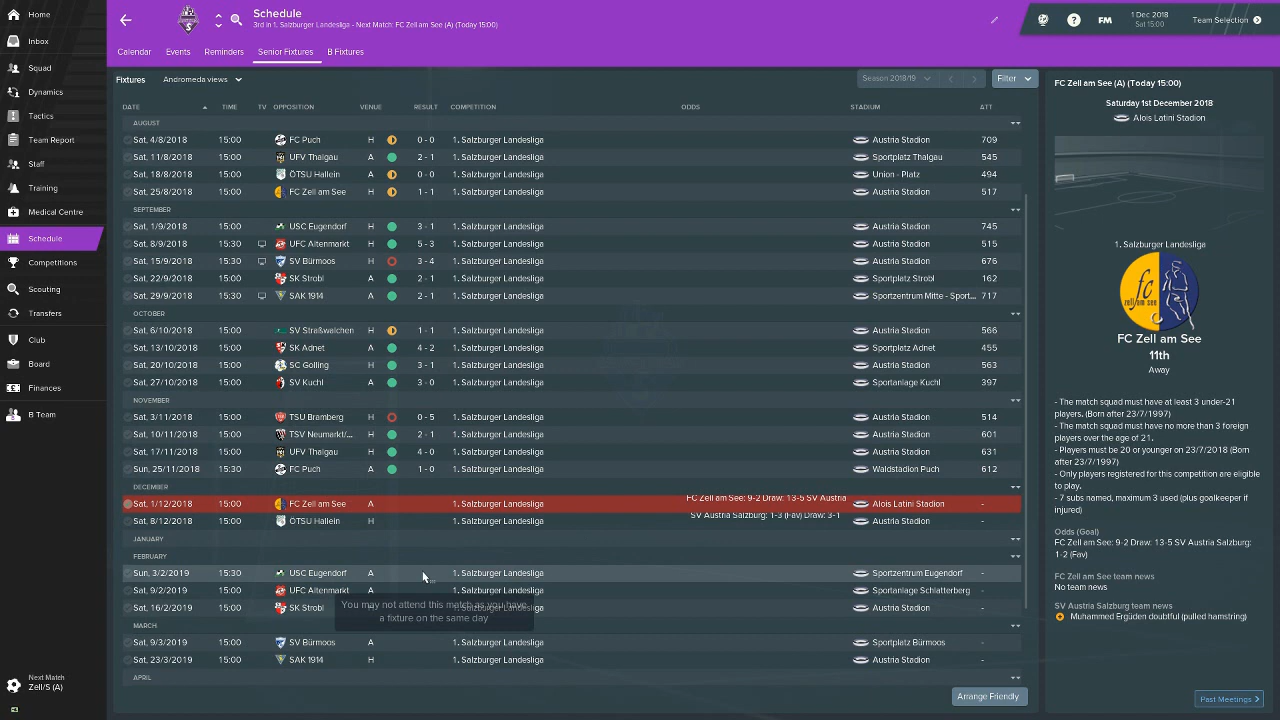 Home
Inbox
Squad
Dynamics
Tactics
Team Report
Staff
Training
Medical Centre
Schedule
Competitions
Scouting
Transfers
Club
Board
Finances
B Team
Next Match
Zell/S (A)
Schedule
3rd in 1. Salzburger Landesliga - Next Match: FC Zell am See (A) (Today 15:00)
FM
1 Dec 2018
Sat 15:00
Team Selection
Calendar Events Reminders Senior Fixtures B Fixtures
Fixtures Andromeda views Season 2018/19 Filter
DATE TIME TV OPPOSITION VENUE RESULT COMPETITION ODDS STADIUM ATT
AUGUST
Sat, 4/8/2018 15:00 FC Puch H 0 - 0 1. Salzburger Landesliga Austria Stadion 709
Sat, 11/8/2018 15:00 UFV Thalgau A 2 - 1 1. Salzburger Landesliga Sportplatz Thalgau 545
Sat, 18/8/2018 15:00 ÖTSU Hallein A 0 - 0 1. Salzburger Landesliga Union - Platz 494
Sat, 25/8/2018 15:00 FC Zell am See H 1 - 1 1. Salzburger Landesliga Austria Stadion 517
SEPTEMBER
Sat, 1/9/2018 15:00 USC Eugendorf H 3 - 1 1. Salzburger Landesliga Austria Stadion 745
Sat, 8/9/2018 15:30 UFC Altenmarkt H 5 - 3 1. Salzburger Landesliga Austria Stadion 515
Sat, 15/9/2018 15:30 SV Bürmoos H 3 - 4 1. Salzburger Landesliga Austria Stadion 676
Sat, 22/9/2018 15:00 SK Strobl A 2 - 1 1. Salzburger Landesliga Sportplatz Strobl 162
Sat, 29/9/2018 15:30 SAK 1914 A 2 - 1 1. Salzburger Landesliga Sportzentrum Mitte - Sport... 717
OCTOBER
Sat, 6/10/2018 15:00 SV Straßwalchen H 1 - 1 1. Salzburger Landesliga Austria Stadion 566
Sat, 13/10/2018 15:00 SK Adnet A 4 - 2 1. Salzburger Landesliga Sportplatz Adnet 455
Sat, 20/10/2018 15:00 SC Golling H 3 - 1 1. Salzburger Landesliga Austria Stadion 563
Sat, 27/10/2018 15:00 SV Kuchl A 3 - 0 1. Salzburger Landesliga Sportanlage Kuchl 397
NOVEMBER
Sat, 3/11/2018 15:00 TSU Bramberg H 0 - 5 1. Salzburger Landesliga Austria Stadion 514
Sat, 10/11/2018 15:00 TSV Neumarkt/... H 2 - 1 1. Salzburger Landesliga Austria Stadion 601
Sat, 17/11/2018 15:00 UFV Thalgau H 4 - 0 1. Salzburger Landesliga Austria Stadion 631
Sun, 25/11/2018 15:30 FC Puch A 1 - 0 1. Salzburger Landesliga Waldstadion Puch 612
DECEMBER
Sat, 1/12/2018 15:00 FC Zell am See A 1. Salzburger Landesliga FC Zell am See: 9-2 Draw: 13-5 SV Austria Alois Latini Stadion -
Sat, 8/12/2018 15:00 ÖTSU Hallein H 1. Salzburger Landesliga SV Austria Salzburg: 1-3 (Fav) Draw: 3-1 Austria Stadion -
JANUARY
FEBRUARY
Sun, 3/2/2019 15:30 USC Eugendorf A 1. Salzburger Landesliga Sportzentrum Eugendorf -
Sat, 9/2/2019 15:00 UFC Altenmarkt A 1. Salzburger Landesliga Sportanlage Schlatterberg -
Sat, 16/2/2019 15:00 SK Strobl Salzburger Landesliga Austria Stadion -
You may not attend this match as you have
a fixture on the same day
MARCH
Sat, 9/3/2019 15:00 SV Bürmoos A 1. Salzburger Landesliga Sportplatz Bürmoos -
Sat, 23/3/2019 15:00 SAK 1914 H 1. Salzburger Landesliga Austria Stadion -
APRIL
Arrange Friendly
FC Zell am See (A) (Today 15:00)
Saturday 1st December 2018
Alois Latini Stadion
1. Salzburger Landesliga
fc
zell am see
FC Zell am See
11th
Away
- The match squad must have at least 3 under-21
players. (Born after 23/7/1997)
- The match squad must have no more than 3 foreign
players over the age of 21.
- Players must be 20 or younger on 23/7/2018 (Born
after 23/7/1997)
- Only players registered for this competition are eligible
to play.
- 7 subs named, maximum 3 used (plus goalkeeper if
injured)
Odds (Goal)
FC Zell am See: 9-2 Draw: 13-5 SV Austria Salzburg:
1-2 (Fav)
FC Zell am See team news
No team news
SV Austria Salzburg team news
Muhammed Ergüden doubtful (pulled hamstring)
Past Meetings